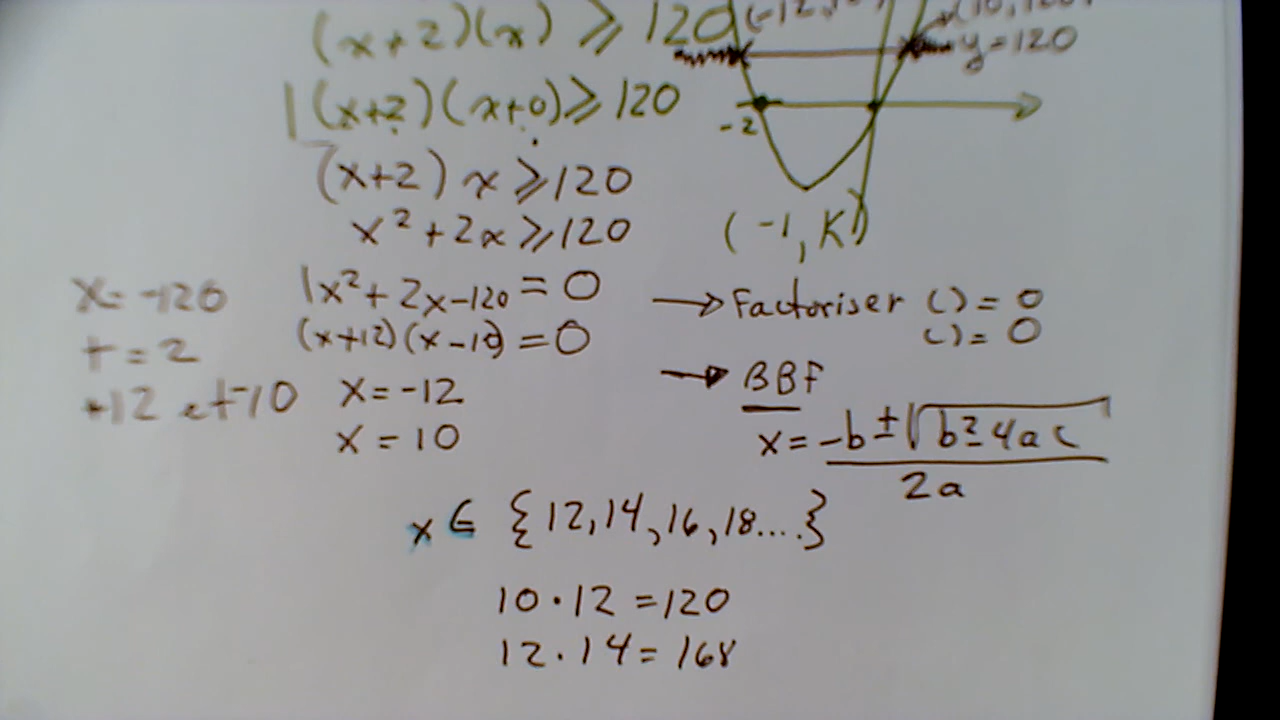 (x+2)(x) ⩾ 120
y=120
1(x+2)(x+0)⩾120
-2
(x+2) x ⩾120
x²+2x⩾120
(-1, K)
x= -120
+ = 2
+12 et-10
1x²+2x-120=0
(x+12)(x-10)=0
x=-12
x=10
→ Factoriser ()=0
()=0
→ BBF
x= -b±√b²-4ac
2a
x ∈ {12,14,16,18....}
10·12=120
12·14=168